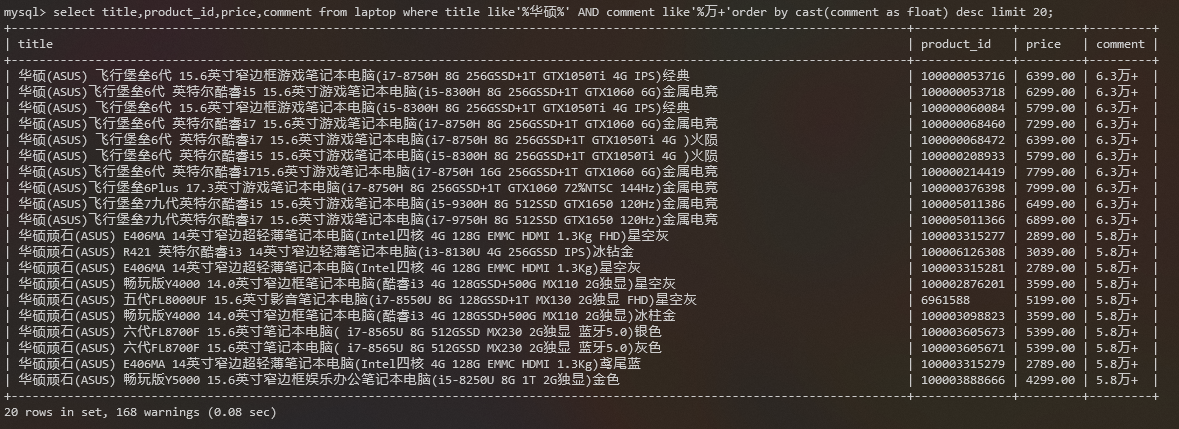 mysql> select title,product_id,price,comment from laptop where title like'%华硕%' AND comment like'%万+'order by cast(comment as float) desc limit 20;
| title | product_id | price | comment |
| 华硕(ASUS) 飞行堡垒6代 15.6英寸窄边框游戏笔记本电脑(i7-8750H 8G 256GSSD+1T GTX1050Ti 4G IPS)经典 | 100000053716 | 6399.00 | 6.3万+ |
| 华硕(ASUS)飞行堡垒6代 英特尔酷睿i5 15.6英寸游戏笔记本电脑(i5-8300H 8G 256GSSD+1T GTX1060 6G)金属电竞 | 100000053718 | 6299.00 | 6.3万+ |
| 华硕(ASUS) 飞行堡垒6代 15.6英寸窄边框游戏笔记本电脑(i5-8300H 8G 256GSSD+1T GTX1050Ti 4G IPS)经典 | 100000060084 | 5799.00 | 6.3万+ |
| 华硕(ASUS)飞行堡垒6代 英特尔酷睿i7 15.6英寸游戏笔记本电脑(i7-8750H 8G 256GSSD+1T GTX1060 6G)金属电竞 | 100000068460 | 7299.00 | 6.3万+ |
| 华硕(ASUS) 飞行堡垒6代 英特尔酷睿i7 15.6英寸游戏笔记本电脑(i7-8750H 8G 256GSSD+1T GTX1050Ti 4G )火陨 | 100000068472 | 6399.00 | 6.3万+ |
| 华硕(ASUS) 飞行堡垒6代 英特尔酷睿i5 15.6英寸游戏笔记本电脑(i5-8300H 8G 256GSSD+1T GTX1050Ti 4G )火陨 | 100000208933 | 5799.00 | 6.3万+ |
| 华硕(ASUS) 飞行堡垒6代 英特尔酷睿i715.6英寸游戏笔记本电脑(i7-8750H 16G 256GSSD+1T GTX1060 6G)金属电竞 | 100000214419 | 7799.00 | 6.3万+ |
| 华硕(ASUS)飞行堡垒6Plus 17.3英寸游戏笔记本电脑(i7-8750H 8G 256GSSD+1T GTX1060 72%NTSC 144Hz)金属电竞 | 100000376398 | 7999.00 | 6.3万+ |
| 华硕(ASUS)飞行堡垒7九代英特尔酷睿i5 15.6英寸游戏笔记本电脑(i5-9300H 8G 512SSD GTX1650 120Hz)金属电竞 | 100005011386 | 6499.00 | 6.3万+ |
| 华硕(ASUS)飞行堡垒7九代英特尔酷睿i7 15.6英寸游戏笔记本电脑(i7-9750H 8G 512SSD GTX1650 120Hz)金属电竞 | 100005011366 | 6899.00 | 6.3万+ |
| 华硕顽石(ASUS) E406MA 14英寸窄边超轻薄笔记本电脑(Intel四核 4G 128G EMMC HDMI 1.3Kg FHD)星空灰 | 100003315277 | 2899.00 | 5.8万+ |
| 华硕顽石(ASUS) R421 英特尔酷睿i3 14英寸窄边轻薄笔记本电脑(i3-8130U 4G 256GSSD IPS)冰钻金 | 100006126308 | 3039.00 | 5.8万+ |
| 华硕顽石(ASUS) E406MA 14英寸窄边超轻薄笔记本电脑(Intel四核 4G 128G EMMC HDMI 1.3Kg)星空灰 | 100003315281 | 2789.00 | 5.8万+ |
| 华硕顽石(ASUS) 畅玩版Y4000 14.0英寸窄边框笔记本电脑(酷睿i3 4G 128GSSD+500G MX110 2G独显)星空灰 | 100002876201 | 3599.00 | 5.8万+ |
| 华硕顽石(ASUS) 五代FL8000UF 15.6英寸影音笔记本电脑(i7-8550U 8G 128GSSD+1T MX130 2G独显 FHD)星空灰 | 6961588 | 5199.00 | 5.8万+ |
| 华硕顽石(ASUS) 畅玩版Y4000 14.0英寸窄边框笔记本电脑(酷睿i3 4G 128GSSD+500G MX110 2G独显)冰柱金 | 100003098823 | 3599.00 | 5.8万+ |
| 华硕顽石(ASUS) 六代FL8700F 15.6英寸笔记本电脑( i7-8565U 8G 512GSSD MX230 2G独显 蓝牙5.0)银色 | 100003605673 | 5399.00 | 5.8万+ |
| 华硕顽石(ASUS) 六代FL8700F 15.6英寸笔记本电脑( i7-8565U 8G 512GSSD MX230 2G独显 蓝牙5.0)灰色 | 100003605671 | 5399.00 | 5.8万+ |
| 华硕顽石(ASUS) E406MA 14英寸窄边超轻薄笔记本电脑(Intel四核 4G 128G EMMC HDMI 1.3Kg)鸢尾蓝 | 100003315279 | 2789.00 | 5.8万+ |
| 华硕顽石(ASUS) 畅玩版Y5000 15.6英寸窄边框娱乐办公笔记本电脑(i5-8250U 8G 1T 2G独显)金色 | 100003888666 | 4299.00 | 5.8万+ |
20 rows in set, 168 warnings (0.08 sec)